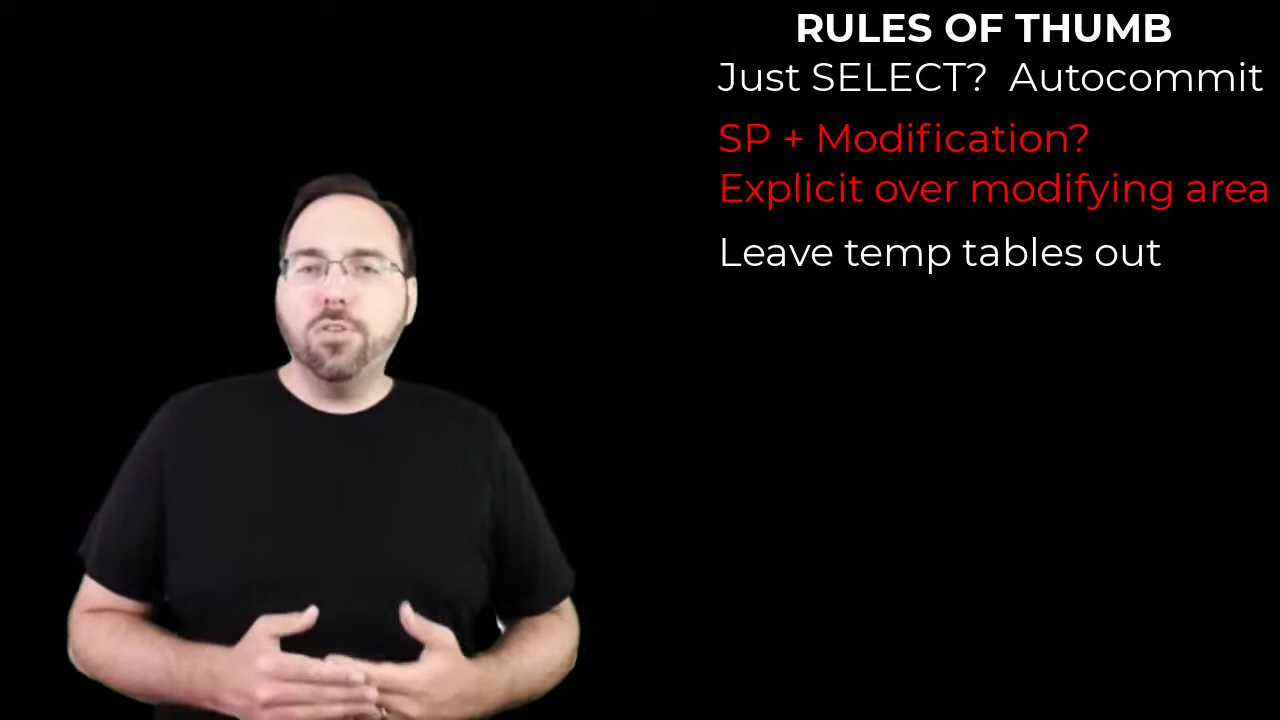 RULES OF THUMB
Just SELECT? Autocommit
SP + Modification?
Explicit over modifying area
Leave temp tables out